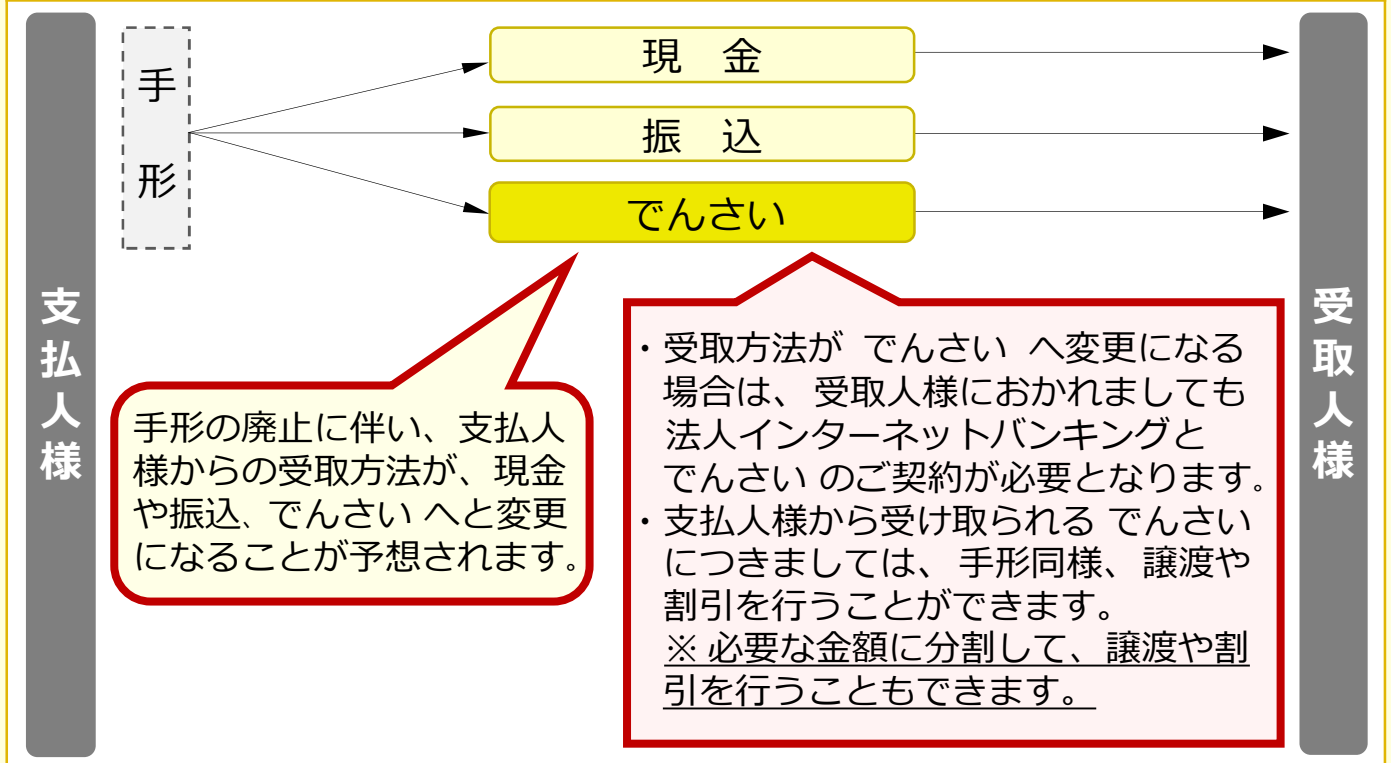 支払人様
手形
現　金
振　込
でんさい
手形の廃止に伴い、支払人
様からの受取方法が、現金
や振込、でんさい へと変更
になることが予想されます。
・受取方法が でんさい へ変更になる
場合は、 受取人様におかれましても
法人インターネットバンキングと
でんさい のご契約が必要となります。
・支払人様から受け取られる でんさい
につきましては、 手形同様、 譲渡や
割引を行うことができます。
※ 必要な金額に分割して、 譲渡や割
引を行うこともできます。
受取人様